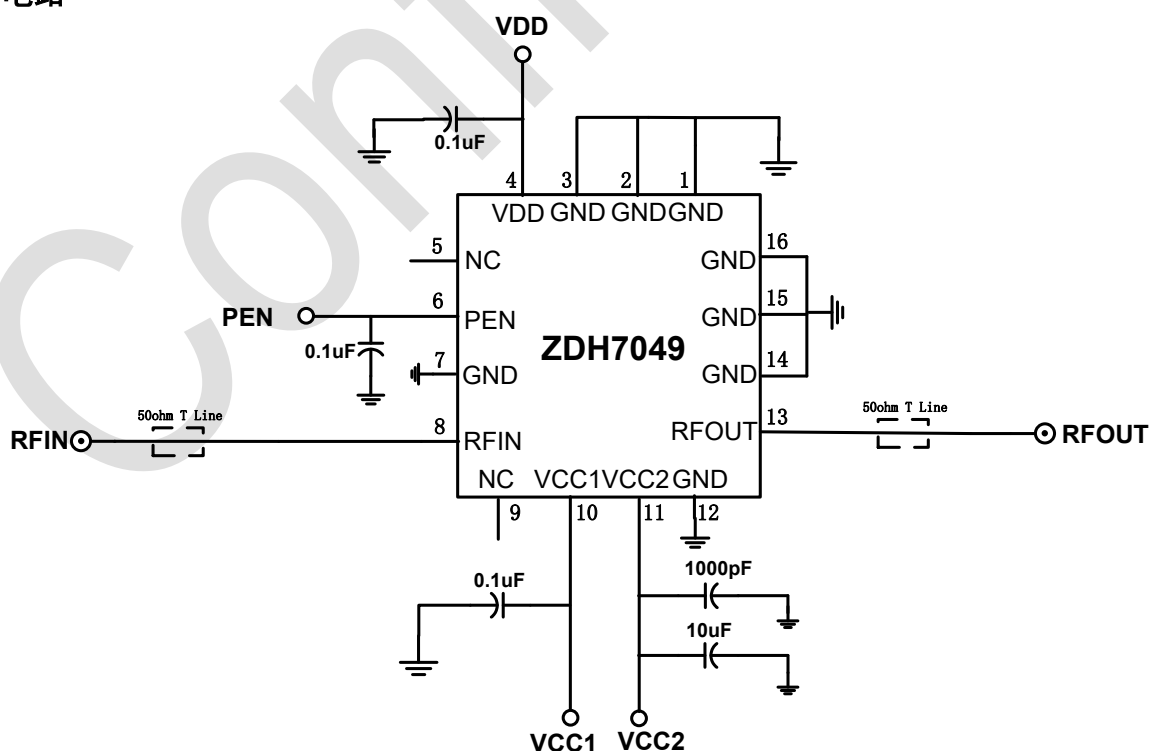 VDD
0.1uF
4 3 2 1
VDD GND GND GND
5 NC
GND 16
PEN
6 PEN
GND 15
0.1uF
ZDH7049
7 GND
GND 14
50ohm T Line
50ohm T Line
RFIN
8 RFIN
RFOUT 13
RFOUT
NC VCC1 VCC2 GND
9 10 11 12
0.1uF
1000pF
10uF
VCC1 VCC2